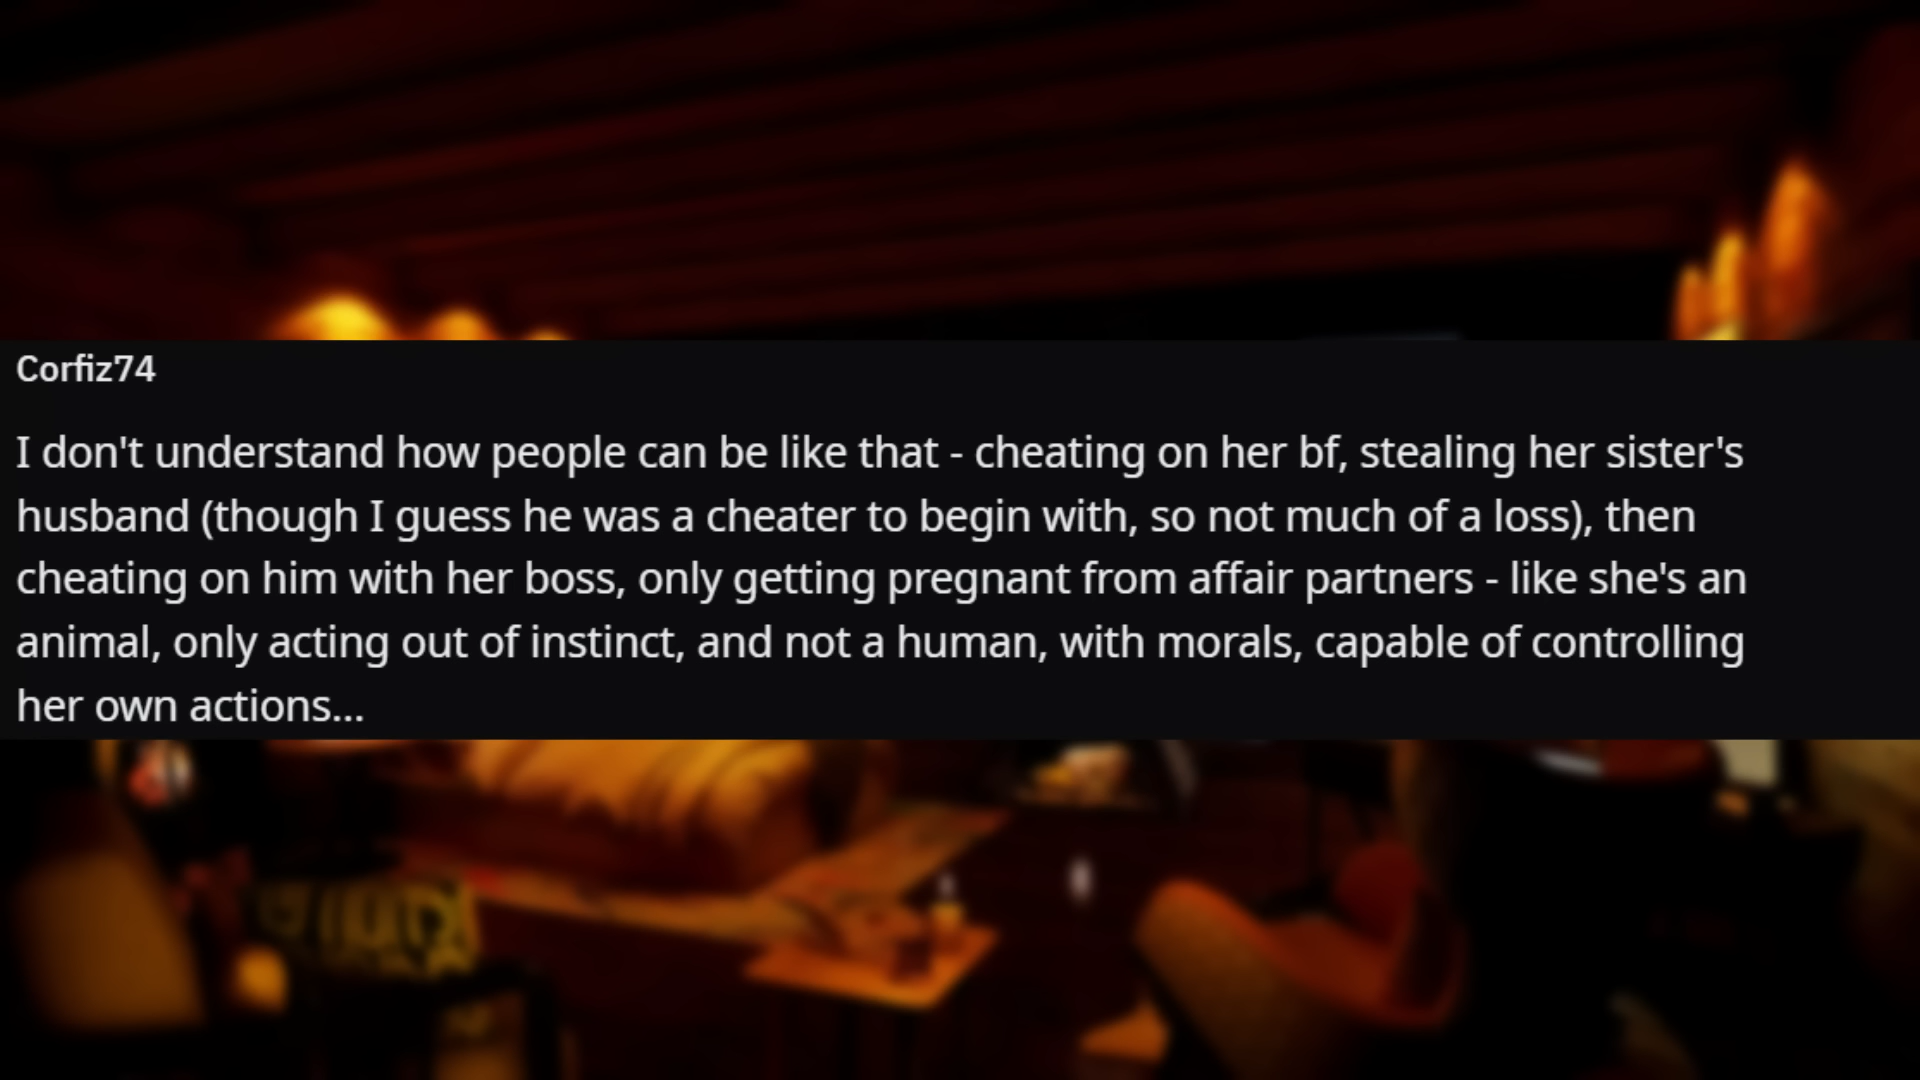 Corfiz74
I don't understand how people can be like that - cheating on her bf, stealing her sister's
husband (though I guess he was a cheater to begin with, so not much of a loss), then
cheating on him with her boss, only getting pregnant from affair partners - like she's an
animal, only acting out of instinct, and not a human, with morals, capable of controlling
her own actions...